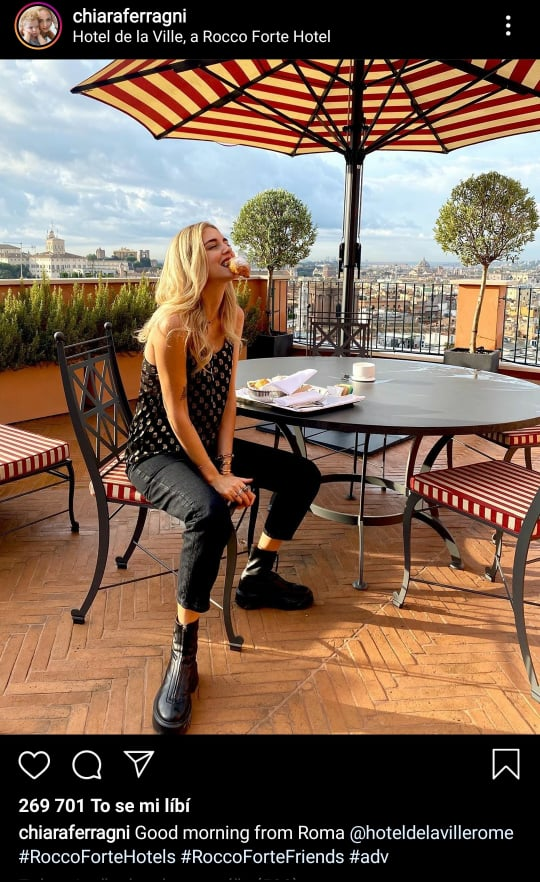 chiaraferragni
Hotel de la Ville, a Rocco Forte Hotel
269 701 To se mi líbí
chiaraferragni Good morning from Roma @hoteldelavillerome
#RoccoForteHotels #RoccoForteFriends #adv